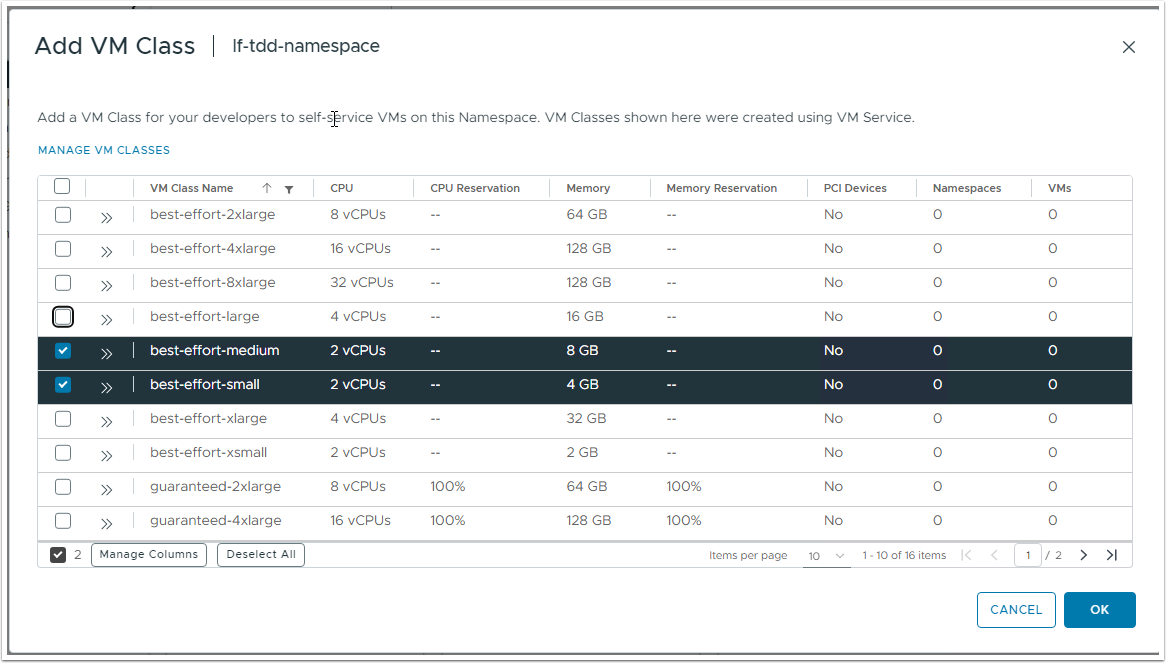 Add VM Class | lf-tdd-namespace
Add a VM Class for your developers to self-service VMs on this Namespace. VM Classes shown here were created using VM Service.
MANAGE VM CLASSES
VM Class Name CPU CPU Reservation Memory Memory Reservation PCI Devices Namespaces VMs
best-effort-2xlarge 8 vCPUs -- 64 GB -- No 0 0
best-effort-4xlarge 16 vCPUs -- 128 GB -- No 0 0
best-effort-8xlarge 32 vCPUs -- 128 GB -- No 0 0
best-effort-large 4 vCPUs -- 16 GB -- No 0 0
best-effort-medium 2 vCPUs -- 8 GB -- No 0 0
best-effort-small 2 vCPUs -- 4 GB -- No 0 0
best-effort-xlarge 4 vCPUs -- 32 GB -- No 0 0
best-effort-xsmall 2 vCPUs -- 2 GB -- No 0 0
guaranteed-2xlarge 8 vCPUs 100% 64 GB 100% No 0 0
guaranteed-4xlarge 16 vCPUs 100% 128 GB 100% No 0 0
2 Manage Columns Deselect All Items per page 10 1 - 10 of 16 items 1 / 2
CANCEL OK